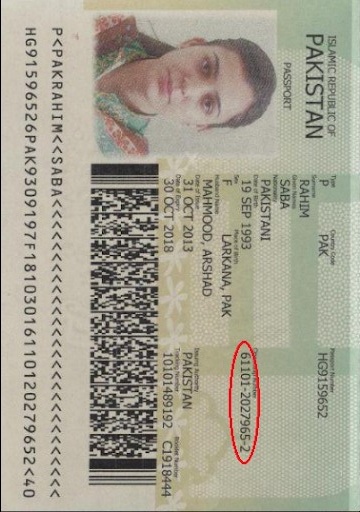 ISLAMIC REPUBLIC OF
PAKISTAN
PASSPORT
Type Country Code Passport Number
P PAK HG9159652
Surname
RAHIM
Given Names
SABA
Nationality
PAKISTANI
Date of Birth Citizenship Number
19 SEP 1993 61101-2027965-2
Sex Place of Birth
F LARKANA, PAK
Husband Name
MAHMOOD, ARSHAD
Date of Issue Issuing Authority
31 OCT 2013 PAKISTAN
Date of Expiry Tracking Number Booklet Number
30 OCT 2018 10101489192 C1918444
P<PAKRAHIM<<SABA<<<<<<<<<<<<<<<<<<<<<<<<<<<<
HG91596526PAK9309197F18103016110120279652<40